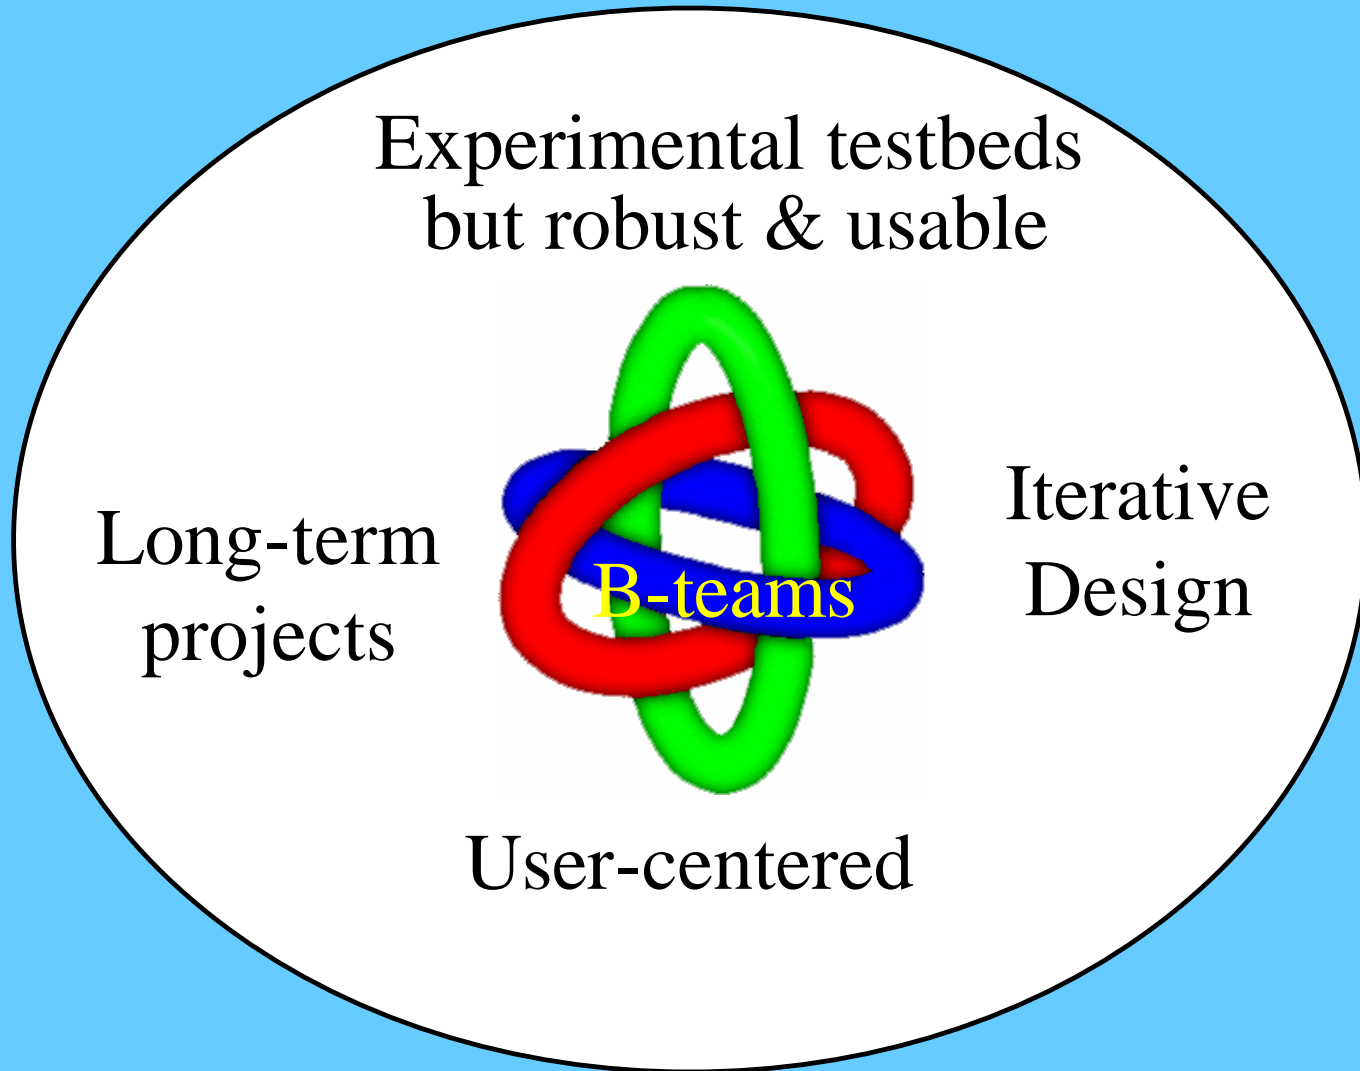 Experimental testbeds
but robust & usable
Long-term
projects
B-teams
Iterative
Design
User-centered